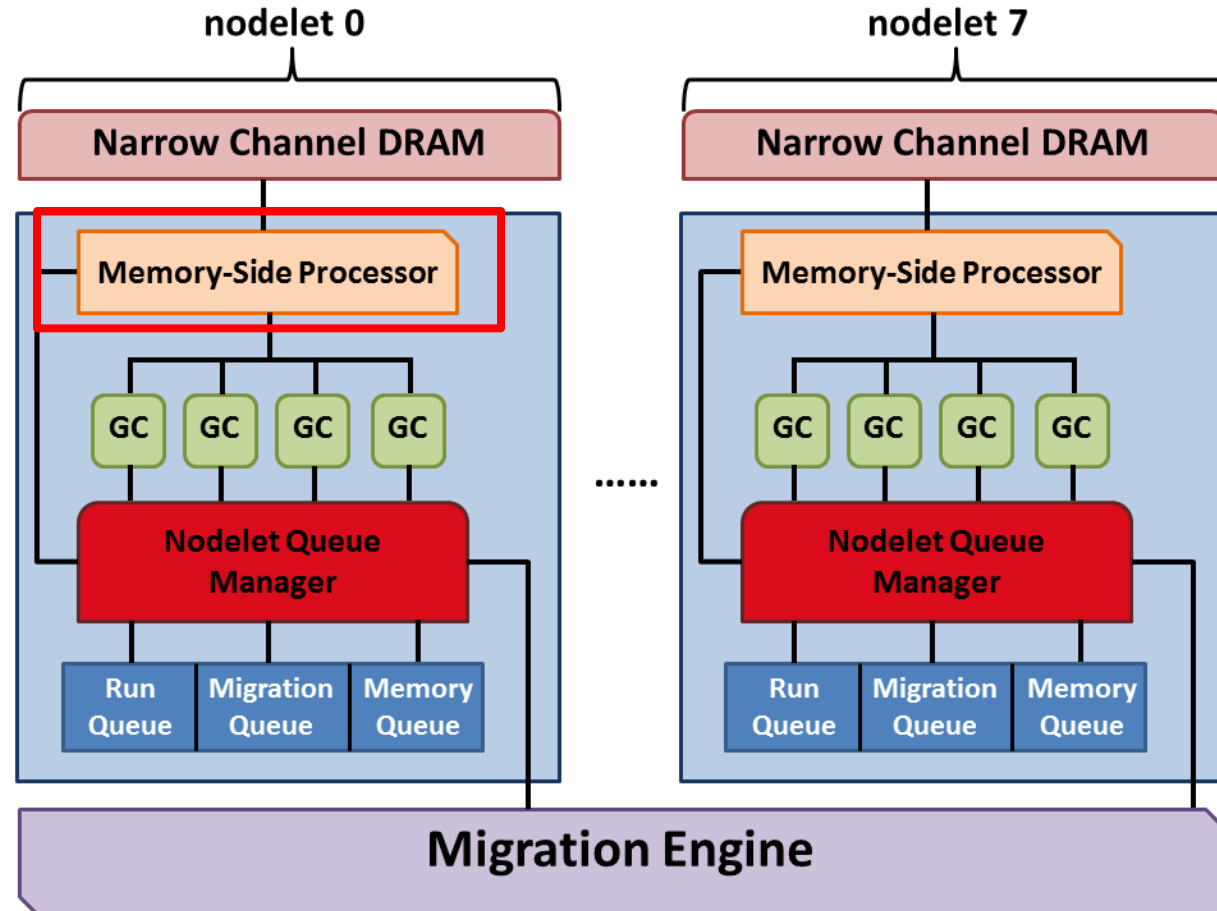 nodelet 0
nodelet 7
Narrow Channel DRAM
Narrow Channel DRAM
Memory-Side Processor
Memory-Side Processor
GC GC GC GC
GC GC GC GC
......
Nodelet Queue
Manager
Nodelet Queue
Manager
Run
Queue
Migration
Queue
Memory
Queue
Run
Queue
Migration
Queue
Memory
Queue
Migration Engine